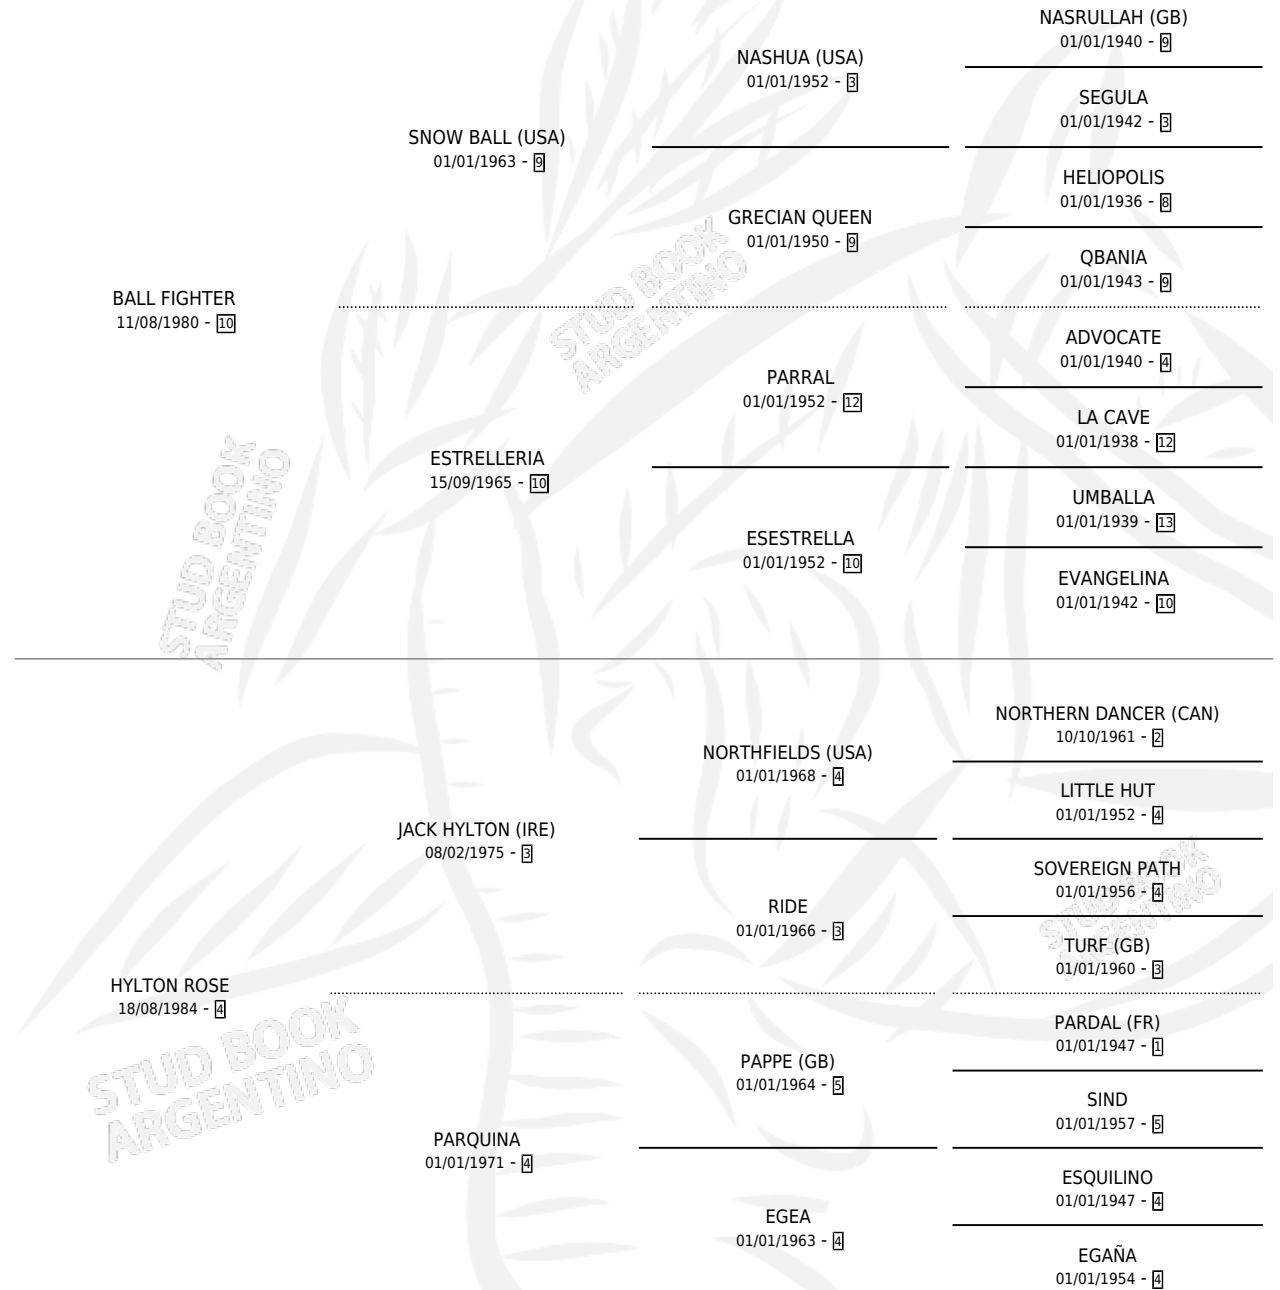 NASRULLAH (GB)
01/01/1940 - 9
NASHUA (USA)
01/01/1952 - 3
SEGULA
01/01/1942 - 3
SNOW BALL (USA)
01/01/1963 - 9
HELIOPOLIS
01/01/1936 - 8
GRECIAN QUEEN
01/01/1950 - 9
QBANIA
01/01/1943 - 9
BALL FIGHTER
11/08/1980 - 10
ADVOCATE
01/01/1940 - 4
PARRAL
01/01/1952 - 12
LA CAVE
01/01/1938 - 12
ESTRELLERIA
15/09/1965 - 10
UMBALLA
01/01/1939 - 13
ESESTRELLA
01/01/1952 - 10
EVANGELINA
01/01/1942 - 10
STUD BOOK
ARGENTINO
STUD BOOK
ARGENTINO
NORTHERN DANCER (CAN)
10/10/1961 - 2
NORTHFIELDS (USA)
01/01/1968 - 4
LITTLE HUT
01/01/1952 - 4
JACK HYLTON (IRE)
08/02/1975 - 3
SOVEREIGN PATH
01/01/1956 - 4
RIDE
01/01/1966 - 3
TURF (GB)
01/01/1960 - 3
HYLTON ROSE
18/08/1984 - 4
PARDAL (FR)
01/01/1947 - 1
PAPPE (GB)
01/01/1964 - 5
SIND
01/01/1957 - 5
PARQUINA
01/01/1971 - 4
ESQUILINO
01/01/1947 - 4
EGEA
01/01/1963 - 4
EGAÑA
01/01/1954 - 4
STUD BOOK
ARGENTINO
STUD BOOK
ARGENTINO